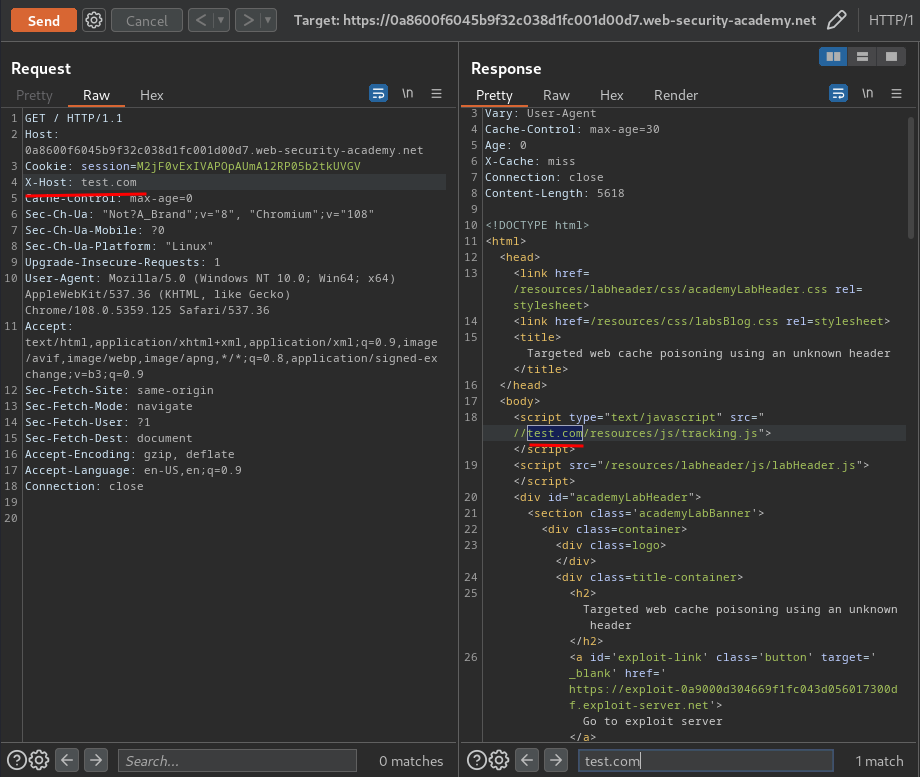 Send Cancel < > Target: https://0a8600f6045b9f32c038d1fc001d00d7.web-security-academy.net HTTP/1
Request
Pretty Raw Hex \n
1 GET / HTTP/1.1
2 Host:
0a8600f6045b9f32c038d1fc001d00d7.web-security-academy.net
3 Cookie: session=M2jF0vExIVAPOpAUmA12RP05b2tkUVGV
4 X-Host: test.com
5 Cache-Control: max-age=0
6 Sec-Ch-Ua: "Not?A_Brand";v="8", "Chromium";v="108"
7 Sec-Ch-Ua-Mobile: ?0
8 Sec-Ch-Ua-Platform: "Linux"
9 Upgrade-Insecure-Requests: 1
10 User-Agent: Mozilla/5.0 (Windows NT 10.0; Win64; x64)
AppleWebKit/537.36 (KHTML, like Gecko)
Chrome/108.0.5359.125 Safari/537.36
11 Accept:
text/html,application/xhtml+xml,application/xml;q=0.9,image
/avif,image/webp,image/apng,*/*;q=0.8,application/signed-ex
change;v=b3;q=0.9
12 Sec-Fetch-Site: same-origin
13 Sec-Fetch-Mode: navigate
14 Sec-Fetch-User: ?1
15 Sec-Fetch-Dest: document
16 Accept-Encoding: gzip, deflate
17 Accept-Language: en-US,en;q=0.9
18 Connection: close
19
20
Search... 0 matches
Response
Pretty Raw Hex Render \n
3 Vary: User-Agent
4 Cache-Control: max-age=30
5 Age: 0
6 X-Cache: miss
7 Connection: close
8 Content-Length: 5618
9
10 <!DOCTYPE html>
11 <html>
12 <head>
13 <link href=
/resources/labheader/css/academyLabHeader.css rel=
stylesheet>
14 <link href=/resources/css/labsBlog.css rel=stylesheet>
15 <title>
Targeted web cache poisoning using an unknown header
</title>
16 </head>
17 <body>
18 <script type="text/javascript" src="
//test.com/resources/js/tracking.js">
</script>
19 <script src="/resources/labheader/js/labHeader.js">
</script>
20 <div id="academyLabHeader">
21 <section class='academyLabBanner'>
22 <div class=container>
23 <div class=logo>
</div>
24 <div class=title-container>
25 <h2>
Targeted web cache poisoning using an unknown
header
</h2>
26 <a id='exploit-link' class='button' target='
_blank' href='
https://exploit-0a9000d304669f1fc043d056017300d
f.exploit-server.net'>
Go to exploit server
</a>
test.com 1 match